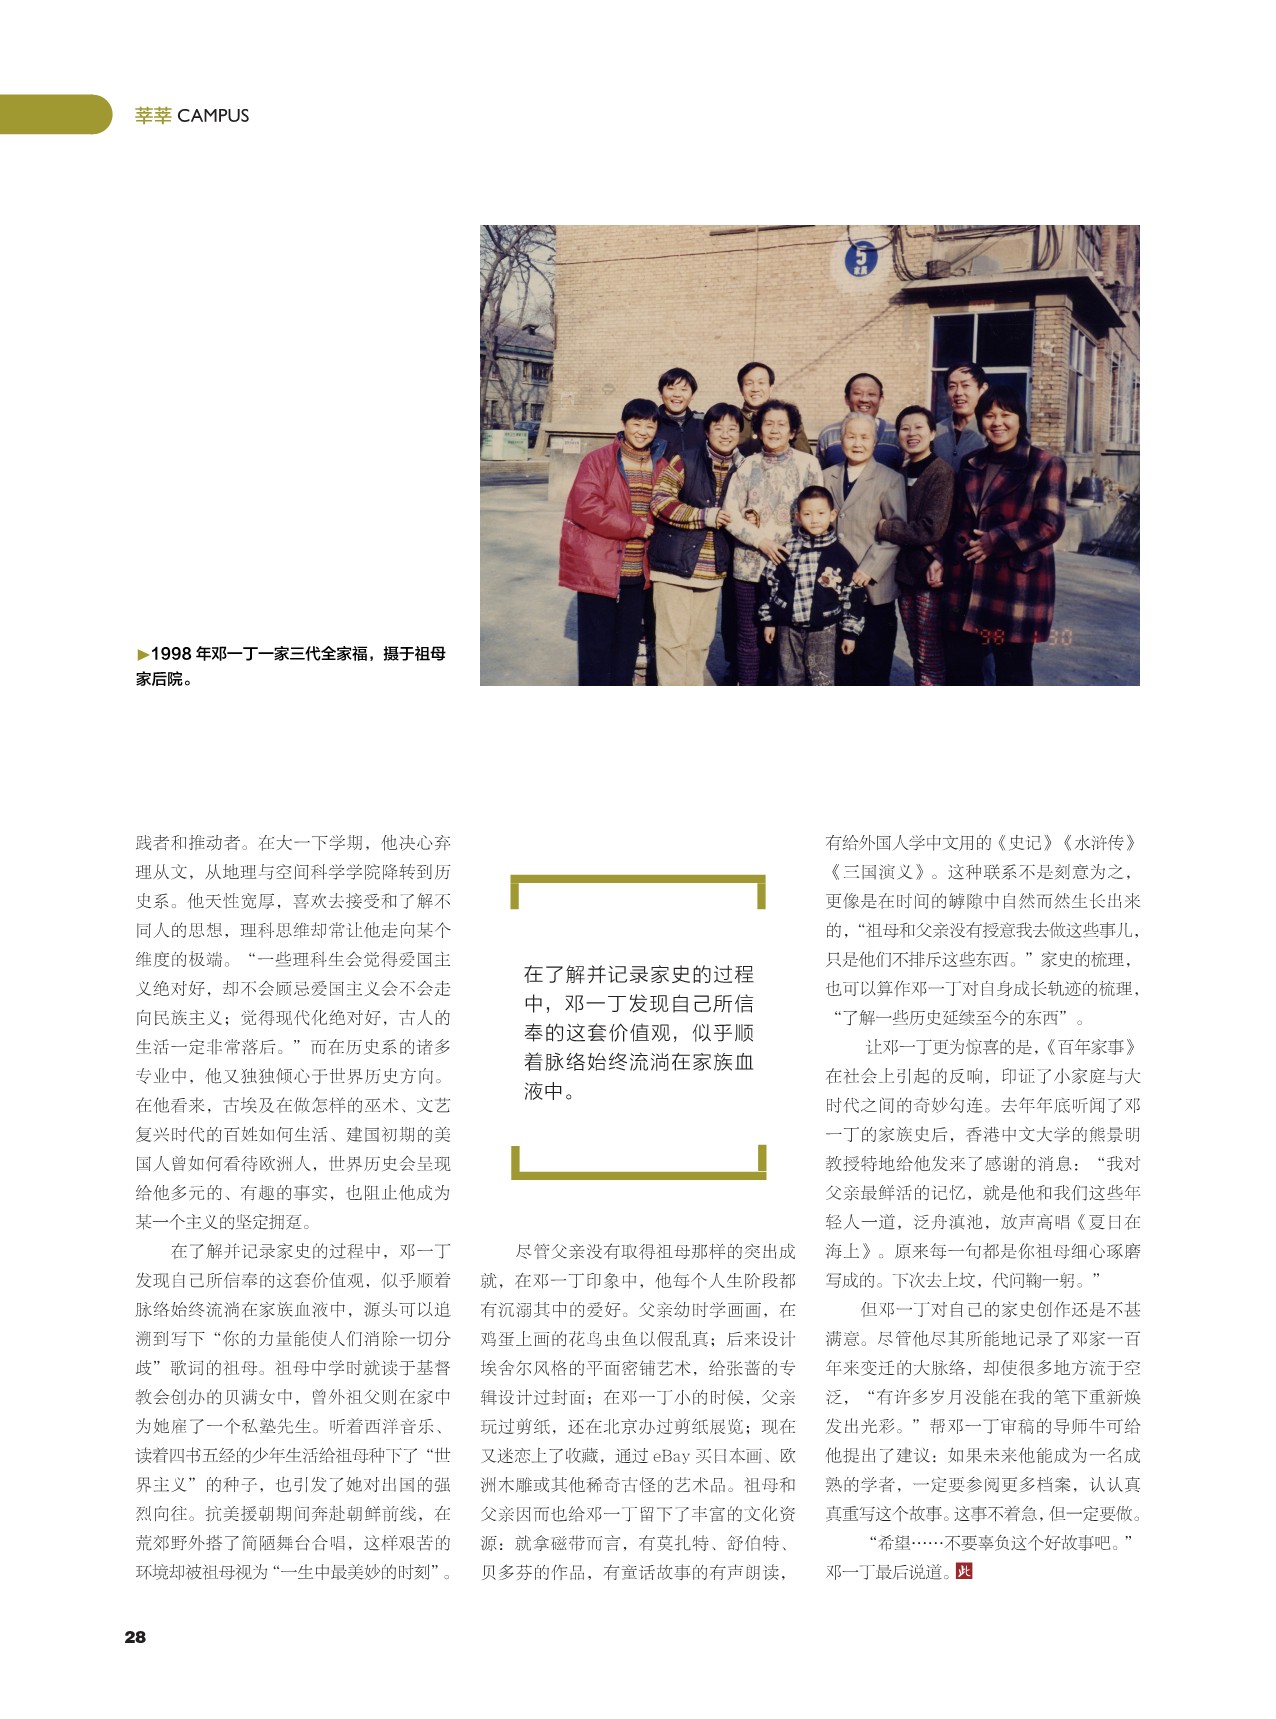 莘莘 CAMPUS
5
'98 1 30
▶1998 年邓一丁一家三代全家福，摄于祖母
家后院。
践者和推动者。在大一下学期，他决心弃
理从文，从地理与空间科学学院降转到历
史系。他天性宽厚，喜欢去接受和了解不
同人的思想，理科思维却常让他走向某个
维度的极端。“一些理科生会觉得爱国主
义绝对好，却不会顾忌爱国主义会不会走
向民族主义；觉得现代化绝对好，古人的
生活一定非常落后。”而在历史系的诸多
专业中，他又独独倾心于世界历史方向。
在他看来，古埃及在做怎样的巫术、文艺
复兴时代的百姓如何生活、建国初期的美
国人曾如何看待欧洲人，世界历史会呈现
给他多元的、有趣的事实，也阻止他成为
某一个主义的坚定拥趸。
在了解并记录家史的过程中，邓一丁
发现自己所信奉的这套价值观，似乎顺着
脉络始终流淌在家族血液中，源头可以追
溯到写下“你的力量能使人们消除一切分
歧”歌词的祖母。祖母中学时就读于基督
教会创办的贝满女中，曾外祖父则在家中
为她雇了一个私塾先生。听着西洋音乐、
读着四书五经的少年生活给祖母种下了“世
界主义”的种子，也引发了她对出国的强
烈向往。抗美援朝期间奔赴朝鲜前线，在
荒郊野外搭了简陋舞台合唱，这样艰苦的
环境却被祖母视为“一生中最美妙的时刻”。
在了解并记录家史的过程
中，邓一丁发现自己所信
奉的这套价值观，似乎顺
着脉络始终流淌在家族血
液中。
尽管父亲没有取得祖母那样的突出成
就，在邓一丁印象中，他每个人生阶段都
有沉溺其中的爱好。父亲幼时学画画，在
鸡蛋上画的花鸟虫鱼以假乱真；后来设计
埃舍尔风格的平面密铺艺术，给张蔷的专
辑设计过封面；在邓一丁小的时候，父亲
玩过剪纸，还在北京办过剪纸展览；现在
又迷恋上了收藏，通过 eBay 买日本画、欧
洲木雕或其他稀奇古怪的艺术品。祖母和
父亲因而也给邓一丁留下了丰富的文化资
源：就拿磁带而言，有莫扎特、舒伯特、
贝多芬的作品，有童话故事的有声朗读，
有给外国人学中文用的《史记》《水浒传》
《三国演义》。这种联系不是刻意为之，
更像是在时间的罅隙中自然而然生长出来
的，“祖母和父亲没有授意我去做这些事儿，
只是他们不排斥这些东西。”家史的梳理，
也可以算作邓一丁对自身成长轨迹的梳理，
“了解一些历史延续至今的东西”。
让邓一丁更为惊喜的是，《百年家事》
在社会上引起的反响，印证了小家庭与大
时代之间的奇妙勾连。去年年底听闻了邓
一丁的家族史后，香港中文大学的熊景明
教授特地给他发来了感谢的消息：“我对
父亲最鲜活的记忆，就是他和我们这些年
轻人一道，泛舟滇池，放声高唱《夏日在
海上》。原来每一句都是你祖母细心琢磨
写成的。下次去上坟，代问鞠一躬。”
但邓一丁对自己的家史创作还是不甚
满意。尽管他尽其所能地记录了邓家一百
年来变迁的大脉络，却使很多地方流于空
泛，“有许多岁月没能在我的笔下重新焕
发出光彩。”帮邓一丁审稿的导师牛可给
他提出了建议：如果未来他能成为一名成
熟的学者，一定要参阅更多档案，认认真
真重写这个故事。这事不着急，但一定要做。
“希望……不要辜负这个好故事吧。”
邓一丁最后说道。此
28